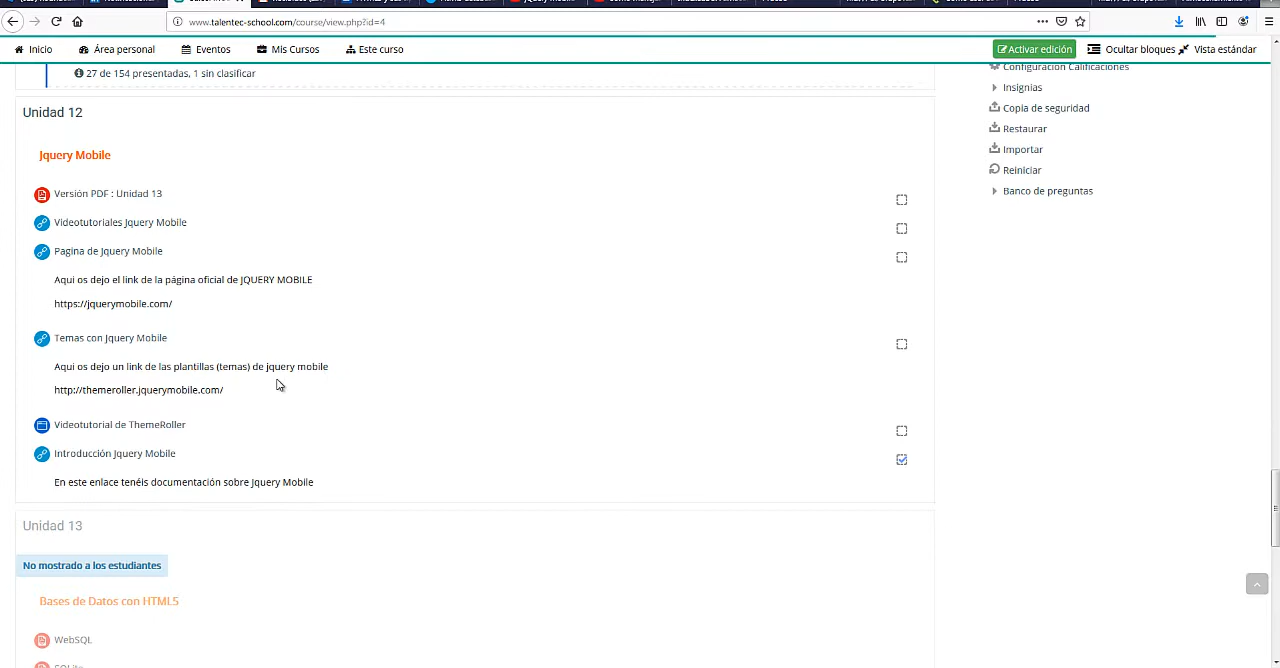 www.talentec-school.com/course/view.php?id=4
Inicio
Área personal
Eventos
Mis Cursos
Este curso
Activar edición
Ocultar bloques
Vista estándar
27 de 154 presentadas, 1 sin clasificar
Configuración Calificaciones
Insignias
Copia de seguridad
Restaurar
Importar
Reiniciar
Banco de preguntas
Unidad 12
Jquery Mobile
Versión PDF : Unidad 13
Videotutoriales Jquery Mobile
Pagina de Jquery Mobile
Aqui os dejo el link de la página oficial de JQUERY MOBILE
https://jquerymobile.com/
Temas con Jquery Mobile
Aqui os dejo un link de las plantillas (temas) de jquery mobile
http://themeroller.jquerymobile.com/
Videotutorial de ThemeRoller
Introducción Jquery Mobile
En este enlace tenéis documentación sobre Jquery Mobile
Unidad 13
No mostrado a los estudiantes
Bases de Datos con HTML5
WebSQL
SQLite